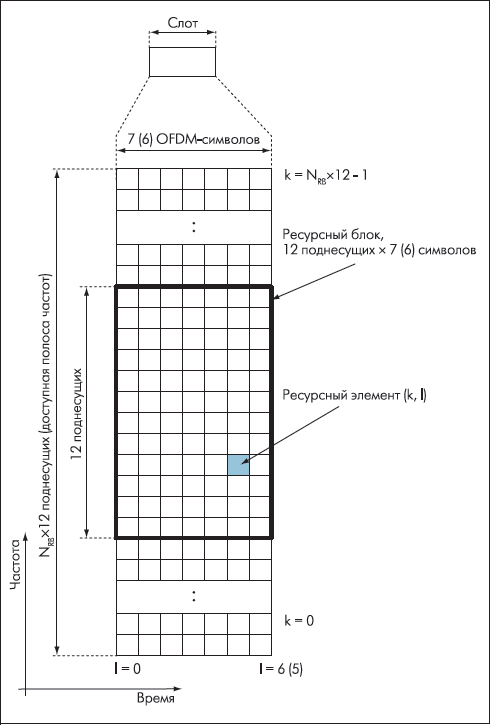 Слот
7 (6) OFDM-символов
k = N_RB×12 - 1
:
Ресурсный блок,
12 поднесущих × 7 (6) символов
N_RB×12 поднесущих (доступная полоса частот)
12 поднесущих
Ресурсный элемент (k, l)
Частота
:
k = 0
l = 0
l = 6 (5)
Время